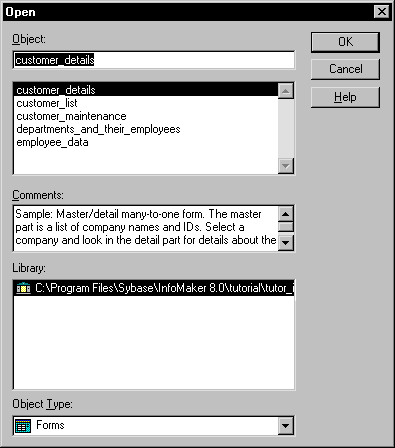 Open
Object:
OK
customer_details
Cancel
customer_details
customer_list
customer_maintenance
departments_and_their_employees
employee_data
Help
Comments:
Sample: Master/detail many-to-one form. The master
part is a list of company names and IDs. Select a
company and look in the detail part for details about the
Library:
C:\Program Files\Sybase\InfoMaker 8.0\tutorial\tutor_i
Object Type:
Forms